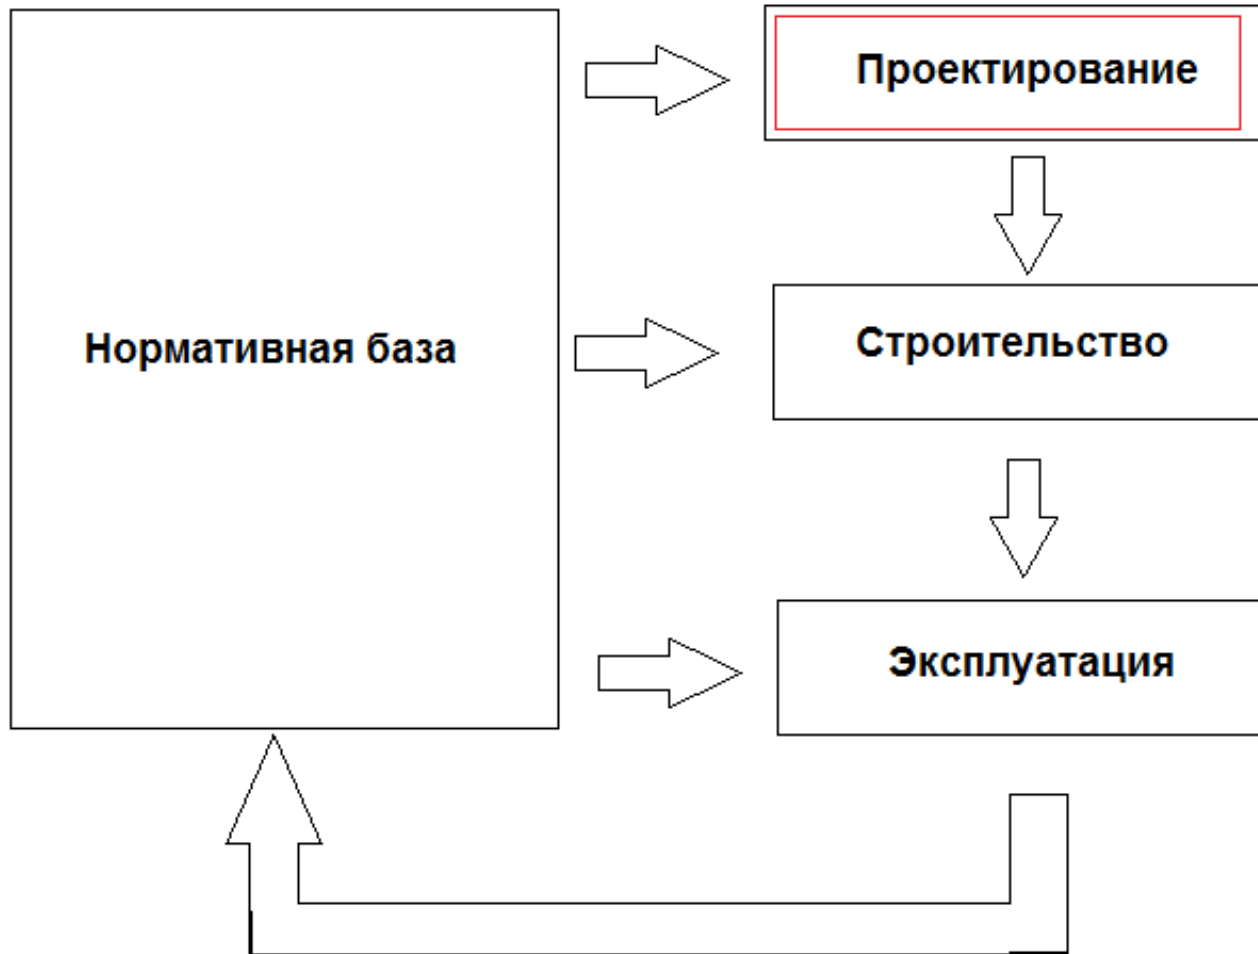 Проектирование
Нормативная база
Строительство
Эксплуатация